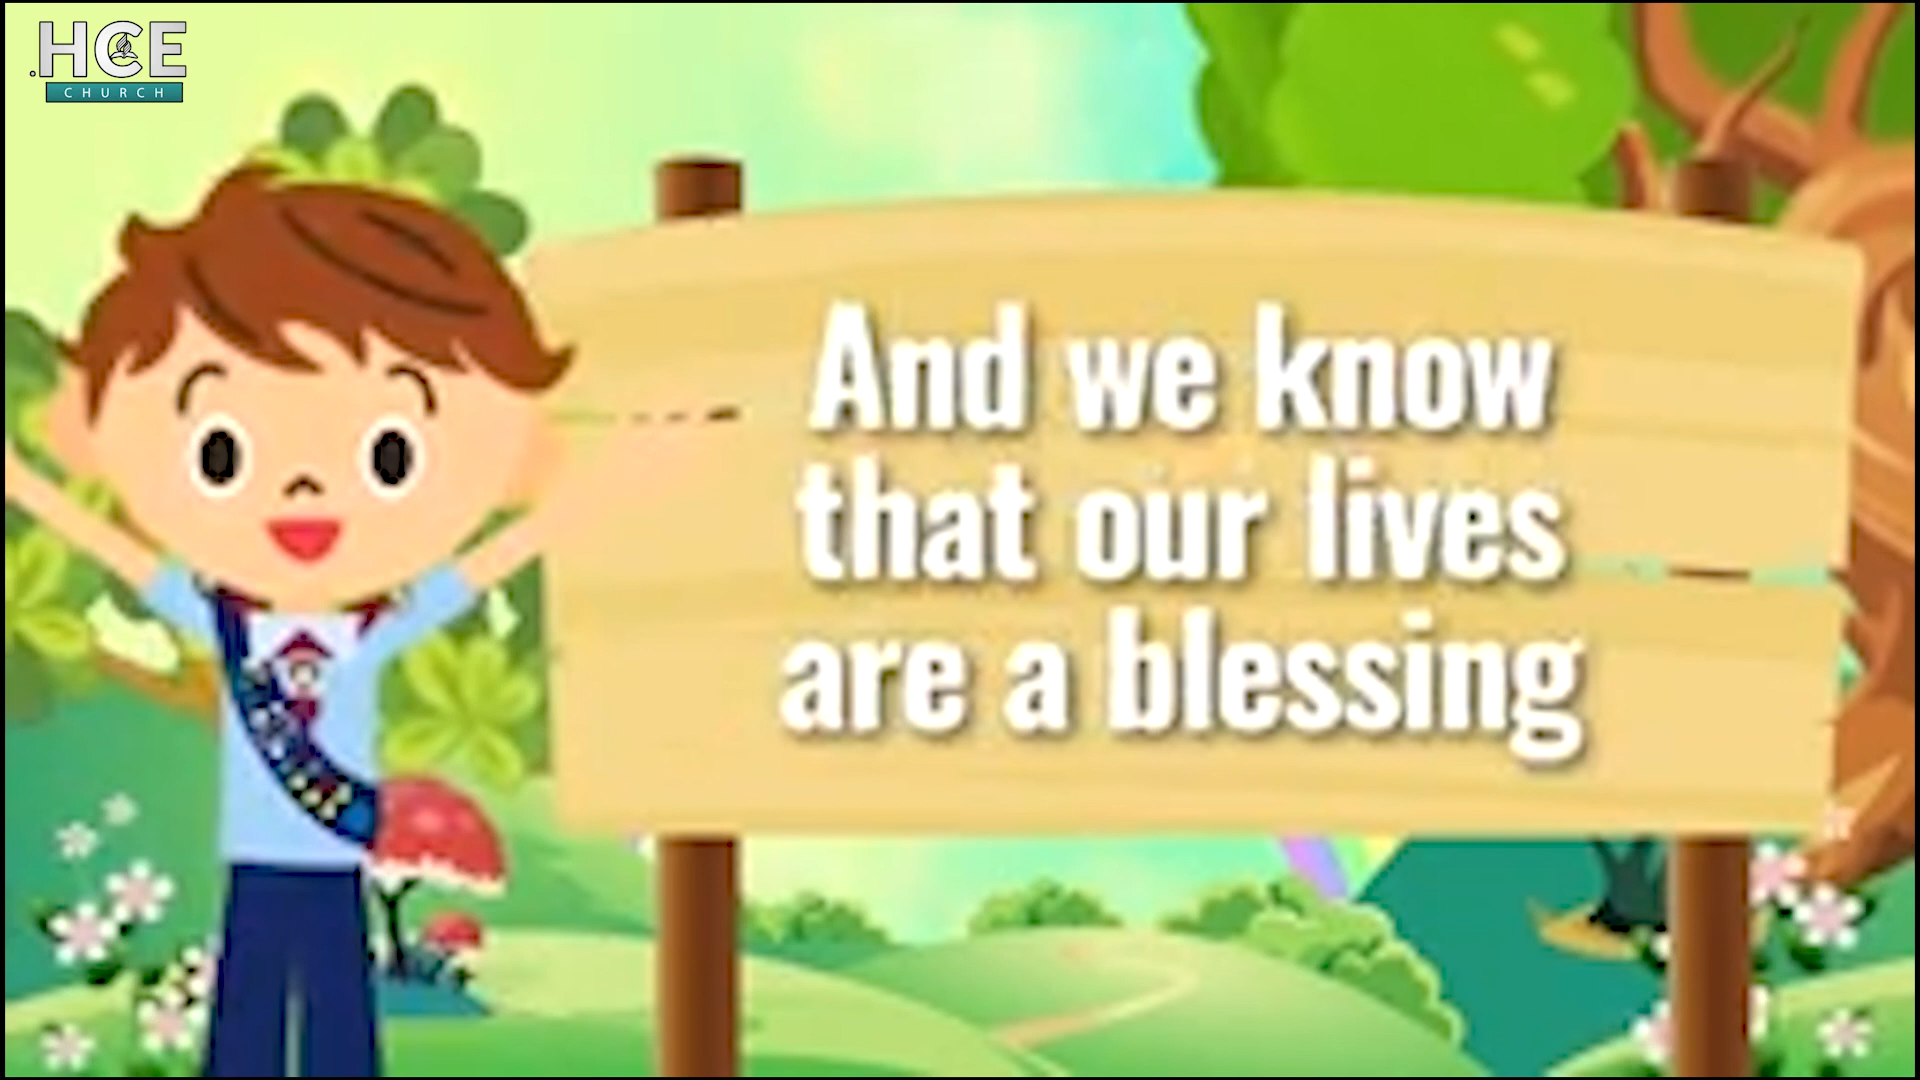 HCE
CHURCH
And we know
that our lives
are a blessing